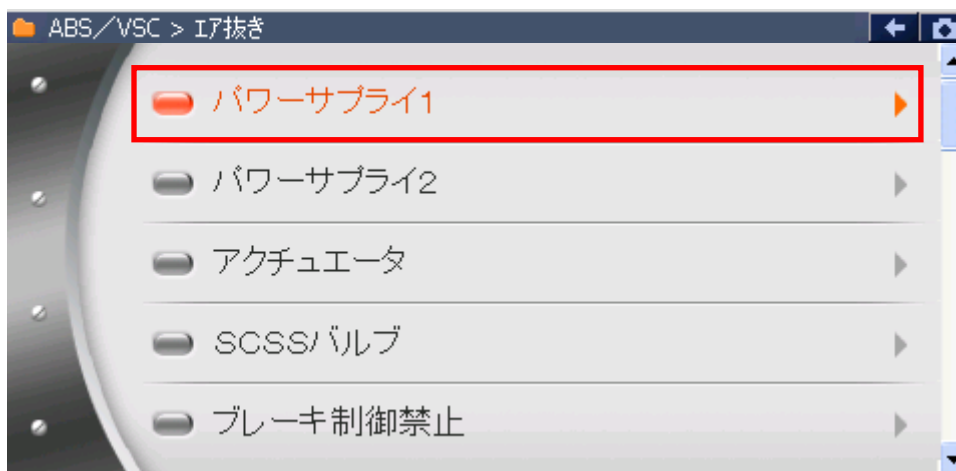 ABS／VSC > ｴｱ抜き
パワーサプライ1
パワーサプライ2
アクチュエータ
SCSSバルブ
ブレーキ制御禁止